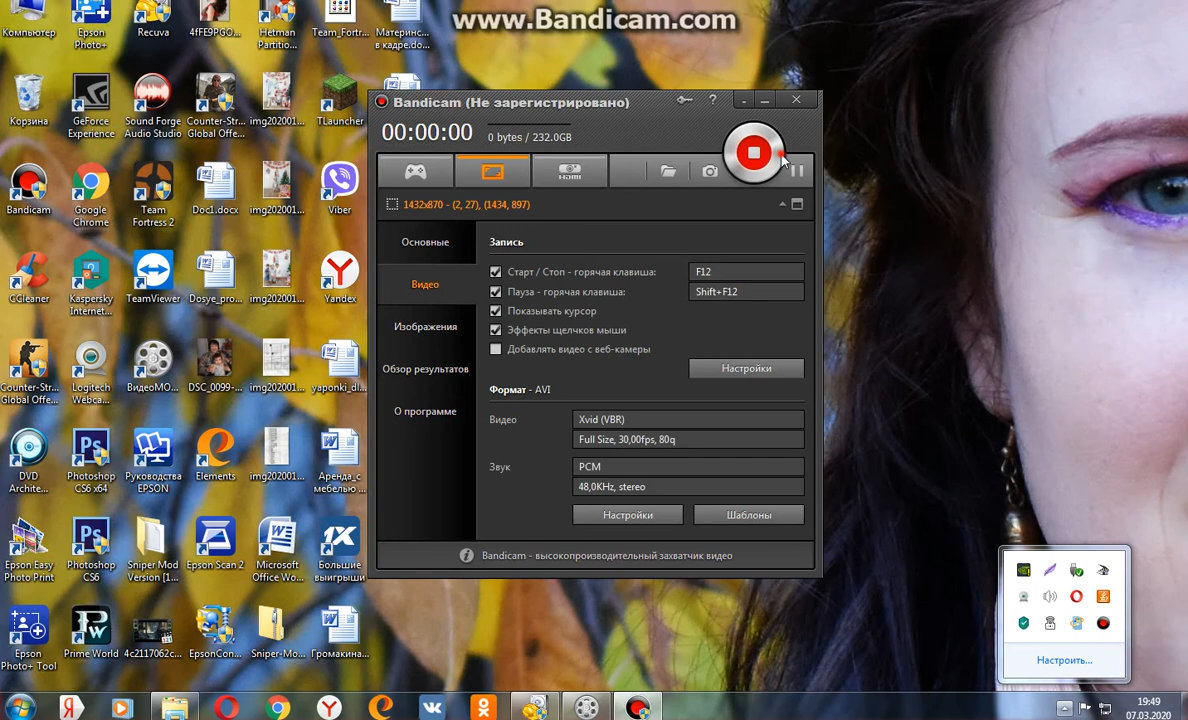 www.Bandicam.com
Компьютер
Epson Photo+
Recuva
4fFE9PGO...
Hetman Partitio...
Team_Fortr...
Материнс... в кадре.do...
Корзина
GeForce Experience
Sound Forge Audio Studio
Counter-Str... Global Offe...
img202001...
TLauncher
Bandicam
Google Chrome
Team Fortress 2
Doc1.docx
img202001...
Viber
CCleaner
Kaspersky Internet...
TeamViewer
Dosye_pro...
img202001...
Yandex
Counter-Str... Global Offe...
Logitech Webca...
ВидеоМО...
DSC_0099-...
img202001...
yaponki_dl...
DVD Archite...
Photoshop CS6 x64
Руководства EPSON
Elements
img202001...
Аренда_с мебелью ...
Epson Easy Photo Print
Photoshop CS6
Sniper Mod Version [1...
Epson Scan 2
Microsoft Office Wo...
Большие выигрыши
Epson Photo+ Tool
Prime World
4c2117062c...
EpsonCon...
Sniper-Mo...
Громакина...
Bandicam (Не зарегистрировано)
00:00:00
0 bytes / 232.0GB
HDMI
1432x870 - (2, 27), (1434, 897)
Основные
Видео
Изображения
Обзор результатов
О программе
Запись
Старт / Стоп - горячая клавиша:
F12
Пауза - горячая клавиша:
Shift+F12
Показывать курсор
Эффекты щелчков мыши
Добавлять видео с веб-камеры
Настройки
Формат - AVI
Видео
Xvid (VBR)
Full Size, 30,00fps, 80q
Звук
PCM
48,0KHz, stereo
Настройки
Шаблоны
Bandicam - высокопроизводительный захватчик видео
Настроить...
19:49
07.03.2020